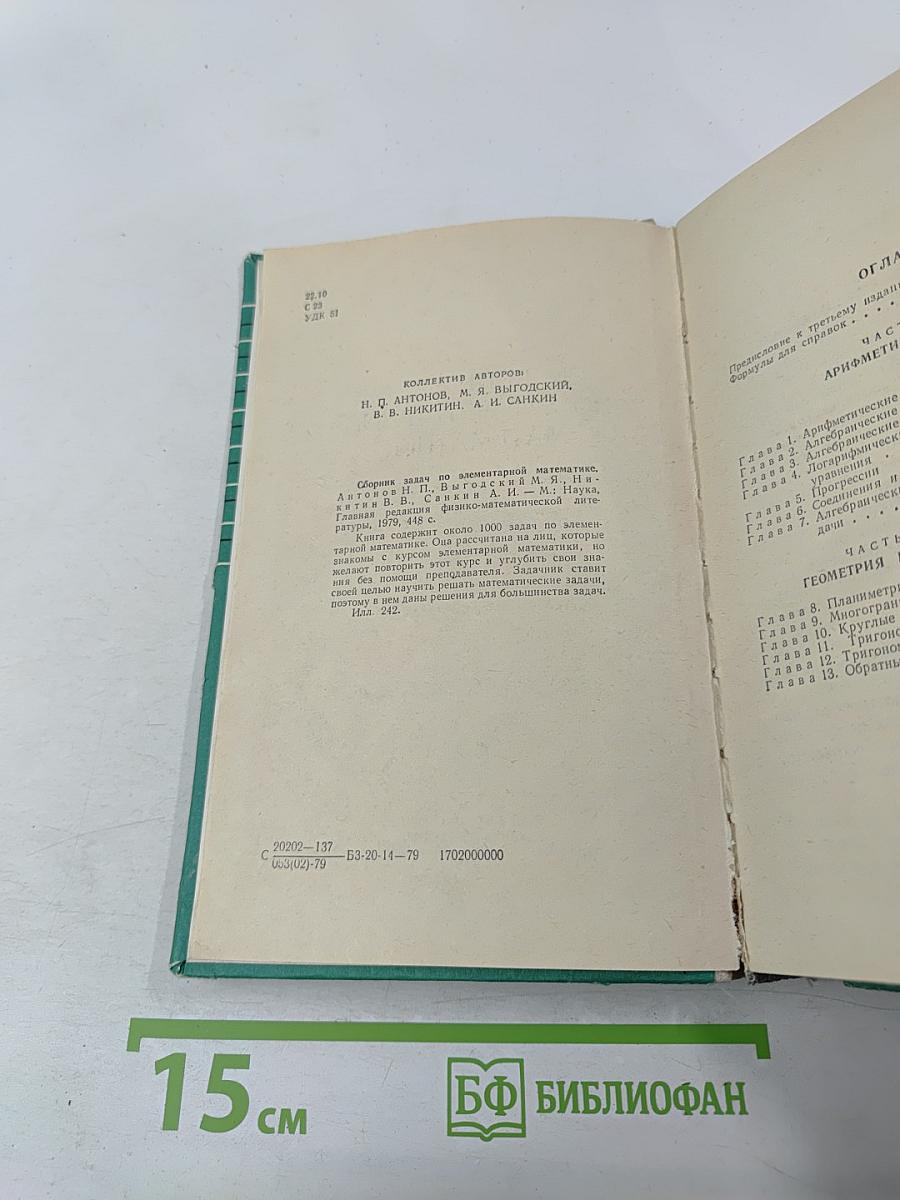 22.10
С 23
УДК 51
КОЛЛЕКТИВ АВТОРОВ:
Н. П. АНТОНОВ, М. Я. ВЫГОДСКИЙ,
В. В. НИКИТИН, А. И. САНКИН
Сборник задач по элементарной математике.
Антонов Н. П., Выгодский М. Я., Ни-
китин В. В., Санкин А. И. — М.: Наука,
Главная редакция физико-математической лите-
ратуры, 1979, 448 с.
Книга содержит около 1000 задач по элемен-
тарной математике. Она рассчитана на лиц, которые
знакомы с курсом элементарной математики, но
желают повторить этот курс и углубить свои зна-
ния без помощи преподавателя. Задачник ставит
своей целью научить решать математические задачи,
поэтому в нем даны решения для большинства задач.
Илл. 242.
С 20202—137
053(02)-79 —БЗ-20-14—79 1702000000
ОГЛА
Предисловие к третьему издан
Формулы для справок . . . .
ЧАСТ
АРИФМЕТИ
Глава 1. Арифметические
Глава 2. Алгебраические
Глава 3. Алгебраические
Глава 4. Логарифмическ
уравнения .
Глава 5. Прогрессии
Глава 6. Соединения и
Глава 7. Алгебраически
дачи . . . .
ЧАСТЬ
ГЕОМЕТРИЯ
Глава 8. Планиметри
Глава 9. Многогран
Глава 10. Круглые
Глава 11. Тригоно
Глава 12. Тригоном
Глава 13. Обратны
15 см
БФ БИБЛИОФАН